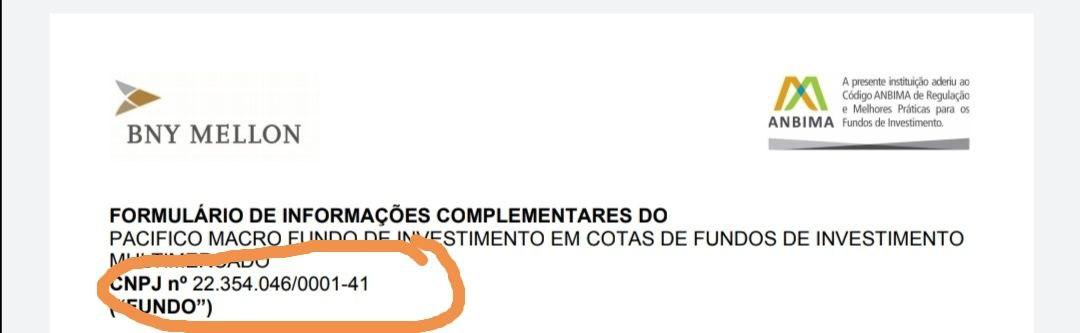 BNY MELLON
A presente instituição aderiu ao
Código ANBIMA de Regulação
e Melhores Práticas para os
Fundos de Investimento.
ANBIMA
FORMULÁRIO DE INFORMAÇÕES COMPLEMENTARES DO
PACIFICO MACRO FUNDO DE INVESTIMENTO EM COTAS DE FUNDOS DE INVESTIMENTO
MULTIMERCADO
CNPJ nº 22.354.046/0001-41
(“FUNDO”)